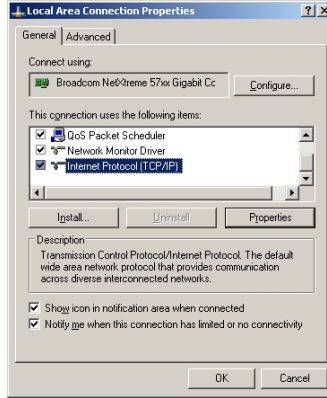 Local Area Connection Properties
General Advanced
Connect using:
Broadcom NetXtreme 57xx Gigabit Cc
Configure...
This connection uses the following items:
QoS Packet Scheduler
Network Monitor Driver
Internet Protocol (TCP/IP)
Install... Uninstall Properties
Description
Transmission Control Protocol/Internet Protocol. The default
wide area network protocol that provides communication
across diverse interconnected networks.
Show icon in notification area when connected
Notify me when this connection has limited or no connectivity
OK Cancel